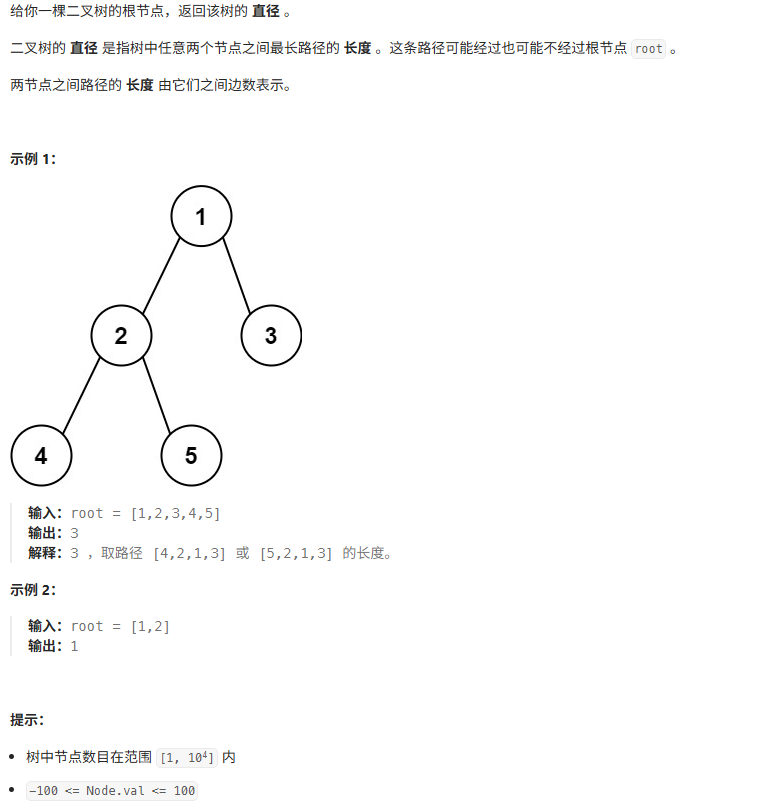 给你一棵二叉树的根节点，返回该树的 直径 。
二叉树的 直径 是指树中任意两个节点之间最长路径的 长度 。这条路径可能经过也可能不经过根节点 root 。
两节点之间路径的 长度 由它们之间边数表示。
示例 1：
1
2 3
4 5
输入：root = [1,2,3,4,5]
输出：3
解释：3 ，取路径 [4,2,1,3] 或 [5,2,1,3] 的长度。
示例 2：
输入：root = [1,2]
输出：1
提示：
• 树中节点数目在范围 [1, 10⁴] 内
• -100 <= Node.val <= 100